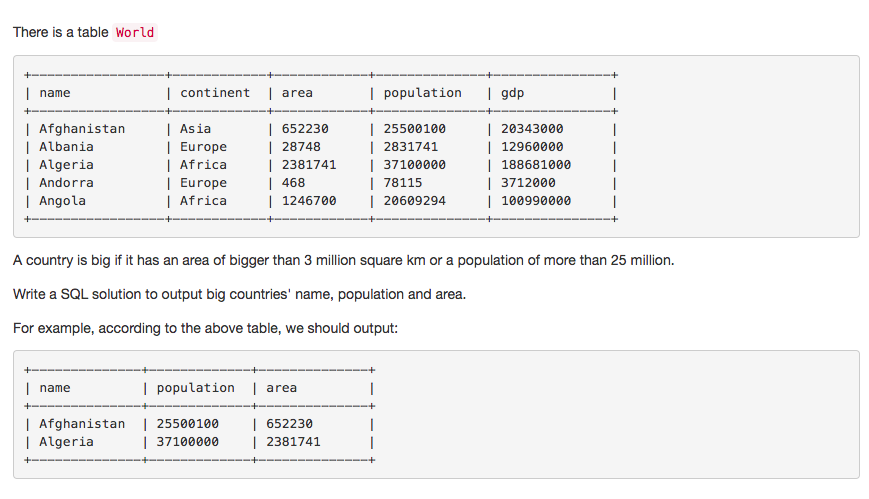 There is a table World
+-----------------+------------+------------+--------------+---------------+
| name | continent | area | population | gdp |
+-----------------+------------+------------+--------------+---------------+
| Afghanistan | Asia | 652230 | 25500100 | 20343000 |
| Albania | Europe | 28748 | 2831741 | 12960000 |
| Algeria | Africa | 2381741 | 37100000 | 188681000 |
| Andorra | Europe | 468 | 78115 | 3712000 |
| Angola | Africa | 1246700 | 20609294 | 100990000 |
+-----------------+------------+------------+--------------+---------------+
A country is big if it has an area of bigger than 3 million square km or a population of more than 25 million.
Write a SQL solution to output big countries' name, population and area.
For example, according to the above table, we should output:
+--------------+-------------+--------------+
| name | population | area |
+--------------+-------------+--------------+
| Afghanistan | 25500100 | 652230 |
| Algeria | 37100000 | 2381741 |
+--------------+-------------+--------------+